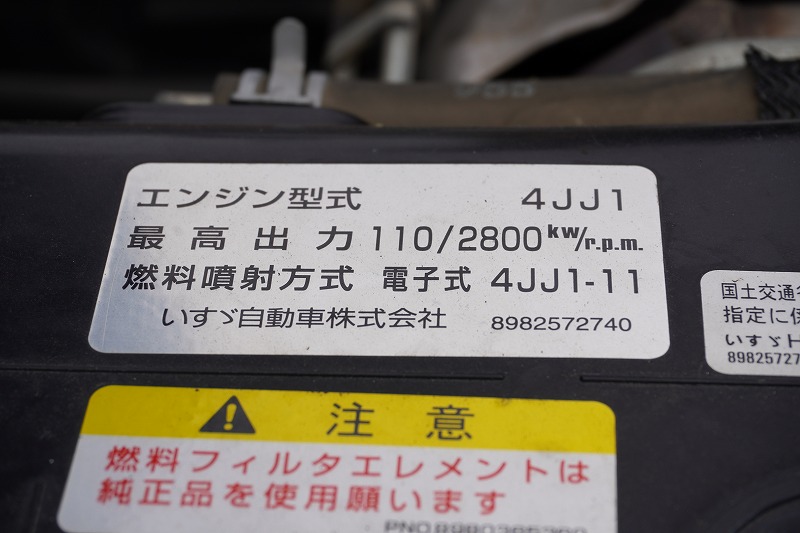 エンジン型式 4JJ1
最高出力 110/2800kw/r.p.m.
燃料噴射方式 電子式 4JJ1-11
いすゞ自動車株式会社 8982572740
国土交通
指定に
いすゞ
89825727
注意
燃料フィルタエレメントは
純正品を使用願います